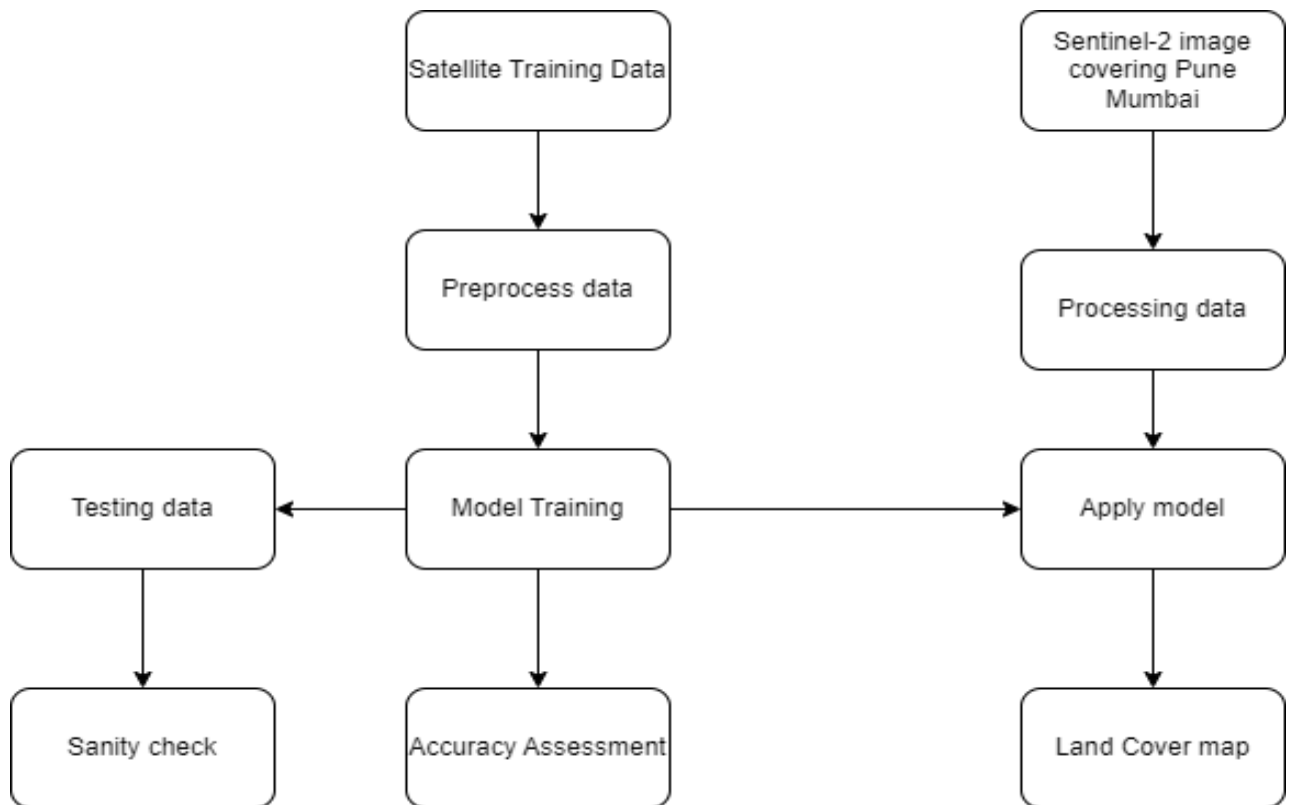 Satellite Training Data
Sentinel-2 image
covering Pune
Mumbai
Preprocess data
Processing data
Testing data
Model Training
Apply model
Sanity check
Accuracy Assessment
Land Cover map